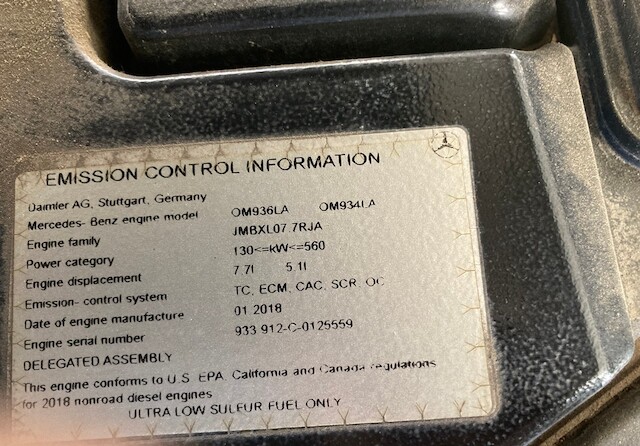 EMISSION CONTROL INFORMATION
Daimler AG, Stuttgart, Germany
Mercedes- Benz engine model OM936LA OM934LA
Engine family JMBXL07.7RJA
Power category 130<=kW<=560
Engine displacement 7.7l 5.1l
Emission- control system TC, ECM, CAC, SCR, OC
Date of engine manufacture 01.2018
Engine serial number 933.912-C-0125559
DELEGATED ASSEMBLY
This engine conforms to U.S. EPA, California and Canada regulations
for 2018 nonroad diesel engines
ULTRA LOW SULFUR FUEL ONLY